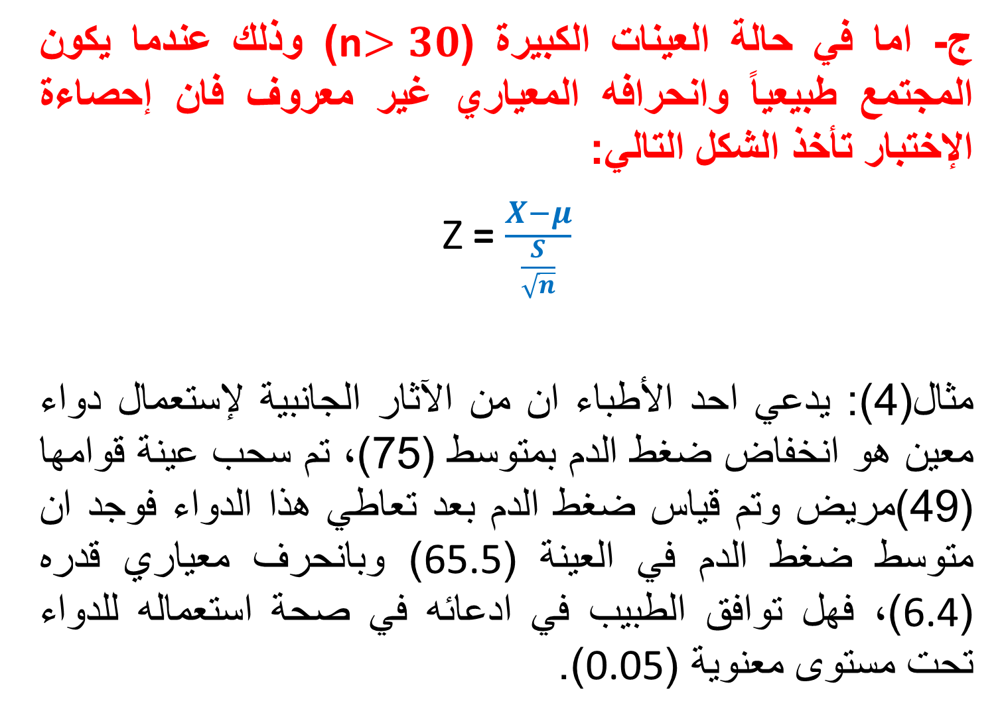 ج- اما في حالة العينات الكبيرة (n> 30) وذلك عندما يكون
المجتمع طبيعياً وانحرافه المعياري غير معروف فان إحصاءة
الإختبار تأخذ الشكل التالي:
Z = \frac{X-μ}{\frac{S}{\sqrt{n}}}
مثال(4): يدعي احد الأطباء ان من الآثار الجانبية لإستعمال دواء
معين هو انخفاض ضغط الدم بمتوسط (75)، تم سحب عينة قوامها
(49)مريض وتم قياس ضغط الدم بعد تعاطي هذا الدواء فوجد ان
متوسط ضغط الدم في العينة (65.5) وبانحرف معياري قدره
(6.4)، فهل توافق الطبيب في ادعائه في صحة استعماله للدواء
تحت مستوى معنوية (0.05).